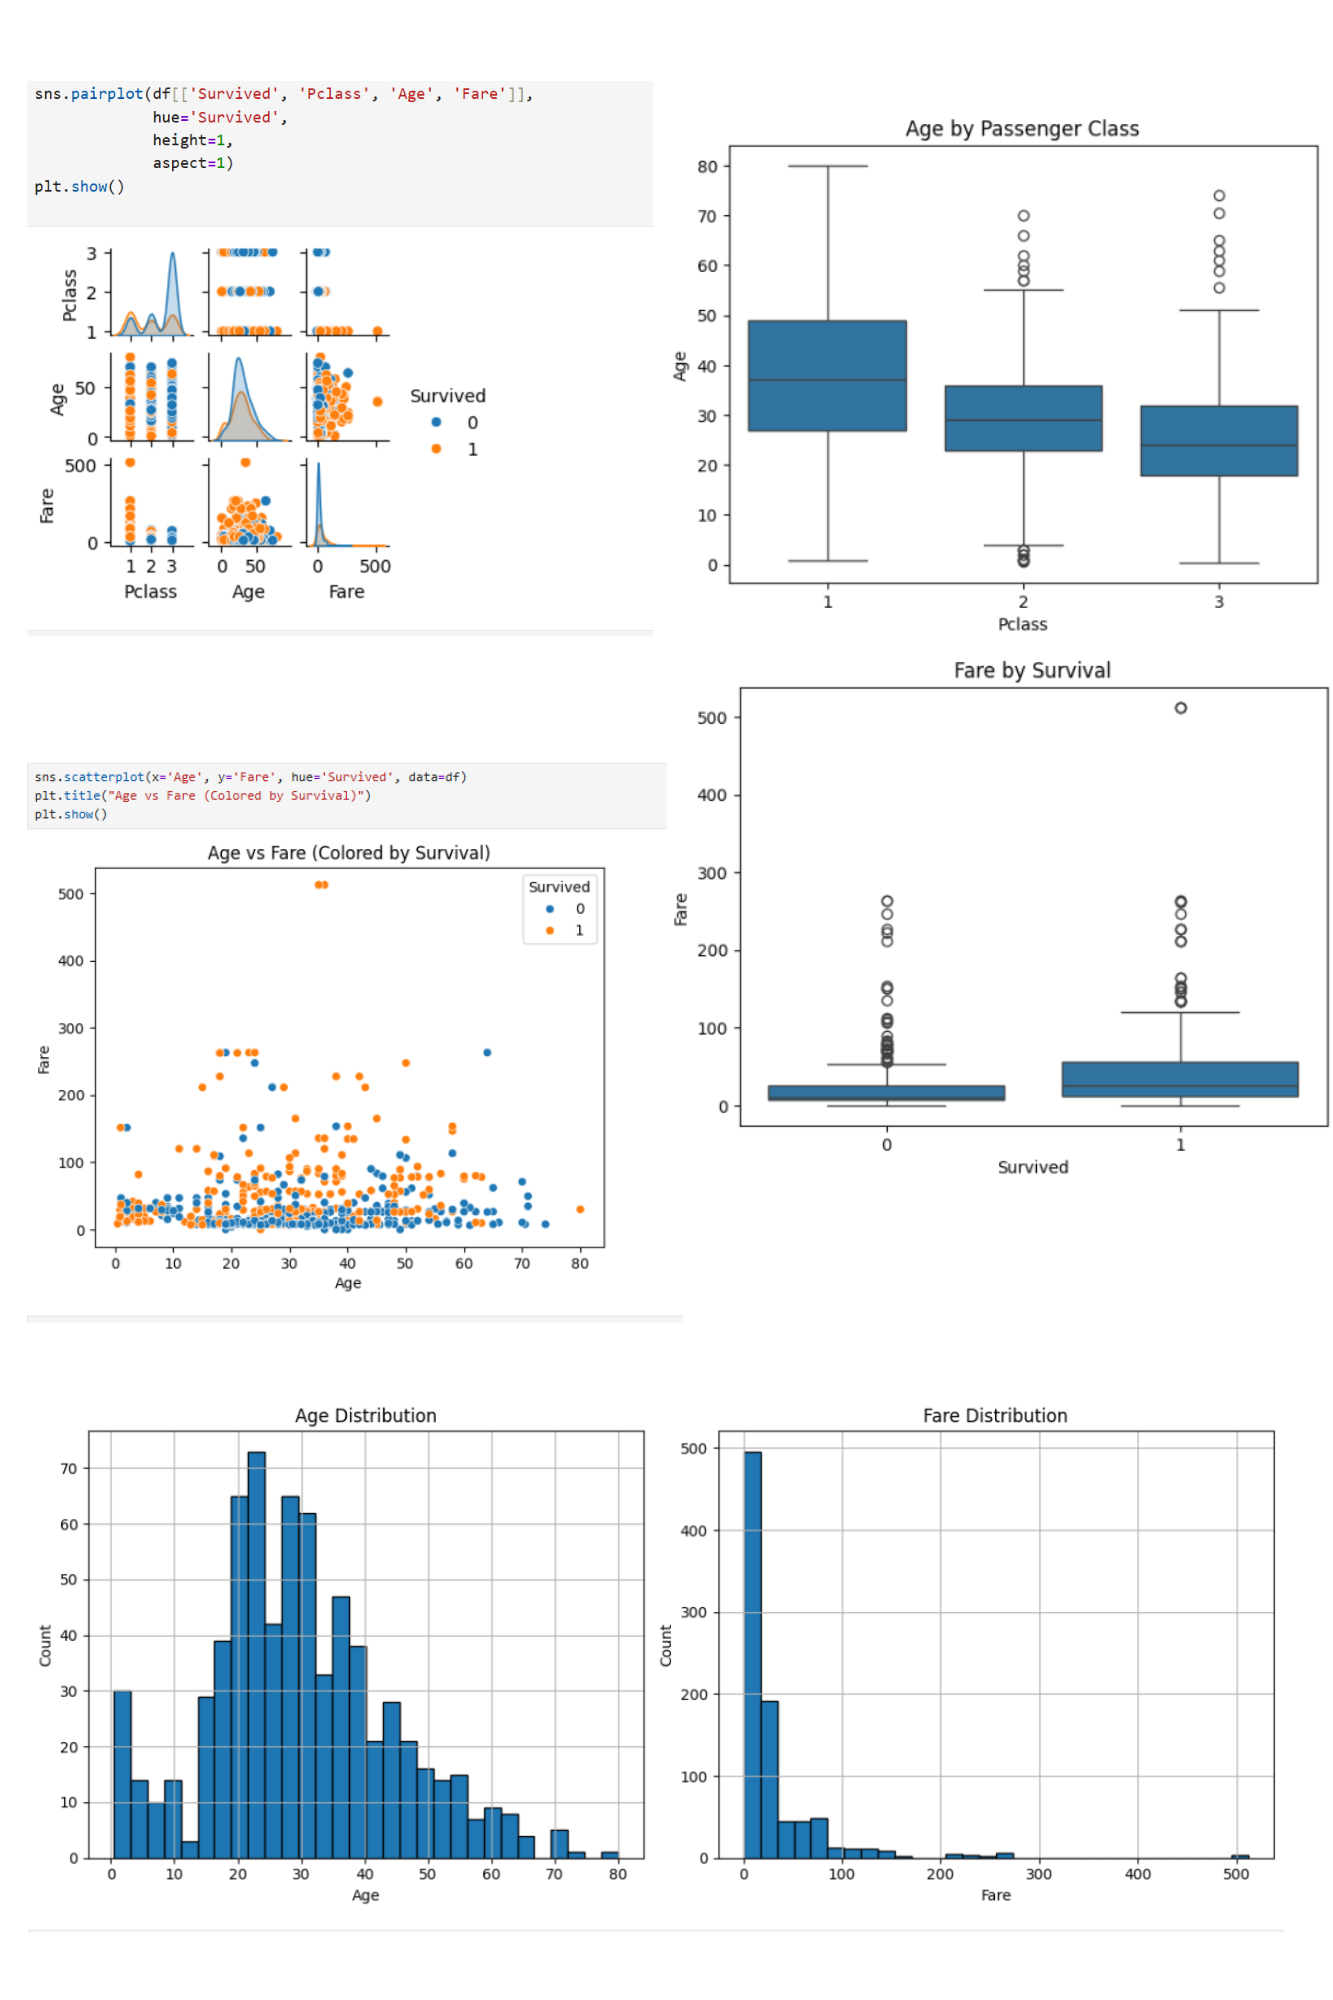 sns.pairplot(df[['Survived', 'Pclass', 'Age', 'Fare']],
hue='Survived',
height=1,
aspect=1)
plt.show()
3
2
1
Pclass
50
0
Age
500
0
Fare
1 2 3
0 50
0 500
Pclass
Age
Fare
Survived
0
1
Age by Passenger Class
80
70
60
50
40
30
20
10
0
Age
1
2
3
Pclass
Fare by Survival
500
400
300
200
100
0
Fare
0
1
Survived
sns.scatterplot(x='Age', y='Fare', hue='Survived', data=df)
plt.title("Age vs Fare (Colored by Survival)")
plt.show()
Age vs Fare (Colored by Survival)
Survived
0
1
500
400
300
200
100
0
Fare
0 10 20 30 40 50 60 70 80
Age
Age Distribution
70
60
50
40
30
20
10
0
Count
0 10 20 30 40 50 60 70 80
Age
Fare Distribution
500
400
300
200
100
0
Count
0 100 200 300 400 500
Fare